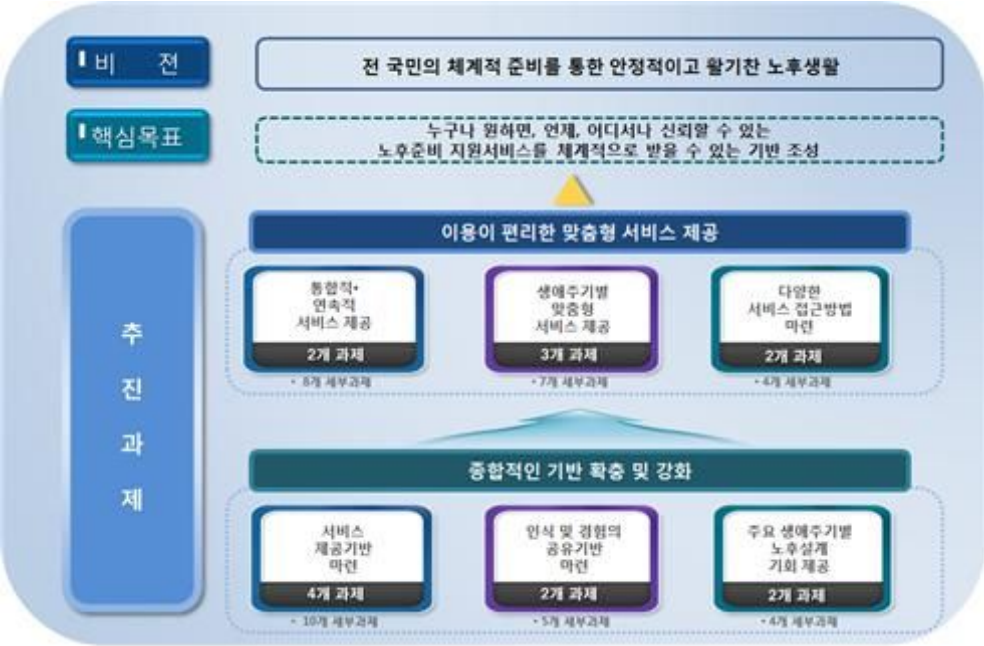 비 전
전 국민의 체계적 준비를 통한 안정적이고 활기찬 노후생활
핵심목표
누구나 원하면, 언제, 어디서나 신뢰할 수 있는
노후준비 지원서비스를 체계적으로 받을 수 있는 기반 조성
추
진
과
제
이용이 편리한 맞춤형 서비스 제공
통합적·
연속적
서비스 제공
2개 과제
· 8개 세부과제
생애주기별
맞춤형
서비스 제공
3개 과제
· 7개 세부과제
다양한
서비스 접근방법
마련
2개 과제
· 4개 세부과제
종합적인 기반 확충 및 강화
서비스
제공기반
마련
4개 과제
· 10개 세부과제
인식 및 경험의
공유기반
마련
2개 과제
· 5개 세부과제
주요 생애주기별
노후설계
기회 제공
2개 과제
· 4개 세부과제